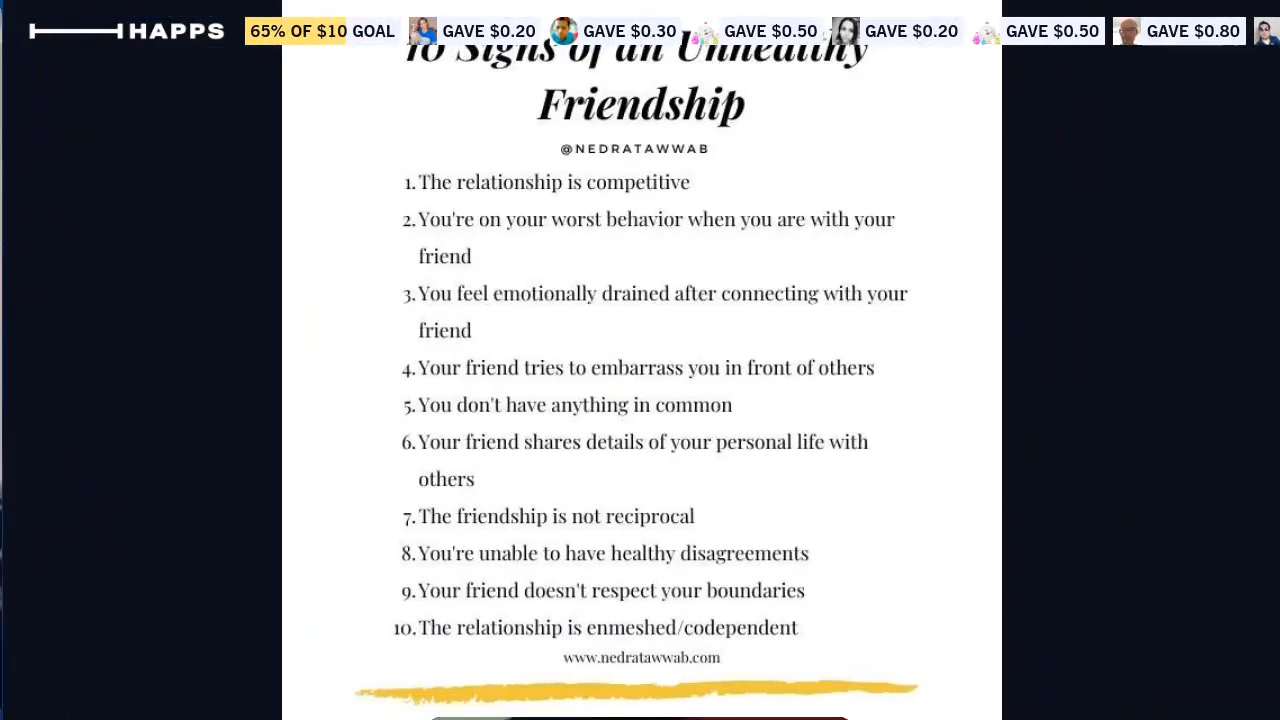 HAPPS
65% OF $10 GOAL
GAVE $0.20
GAVE $0.30
GAVE $0.50
GAVE $0.20
GAVE $0.50
GAVE $0.80
10 Signs of an Unhealthy
Friendship
@NEDRATAWWAB
1. The relationship is competitive
2. You're on your worst behavior when you are with your
friend
3. You feel emotionally drained after connecting with your
friend
4. Your friend tries to embarrass you in front of others
5. You don't have anything in common
6. Your friend shares details of your personal life with
others
7. The friendship is not reciprocal
8. You're unable to have healthy disagreements
9. Your friend doesn't respect your boundaries
10. The relationship is enmeshed/codependent
www.nedratawwab.com